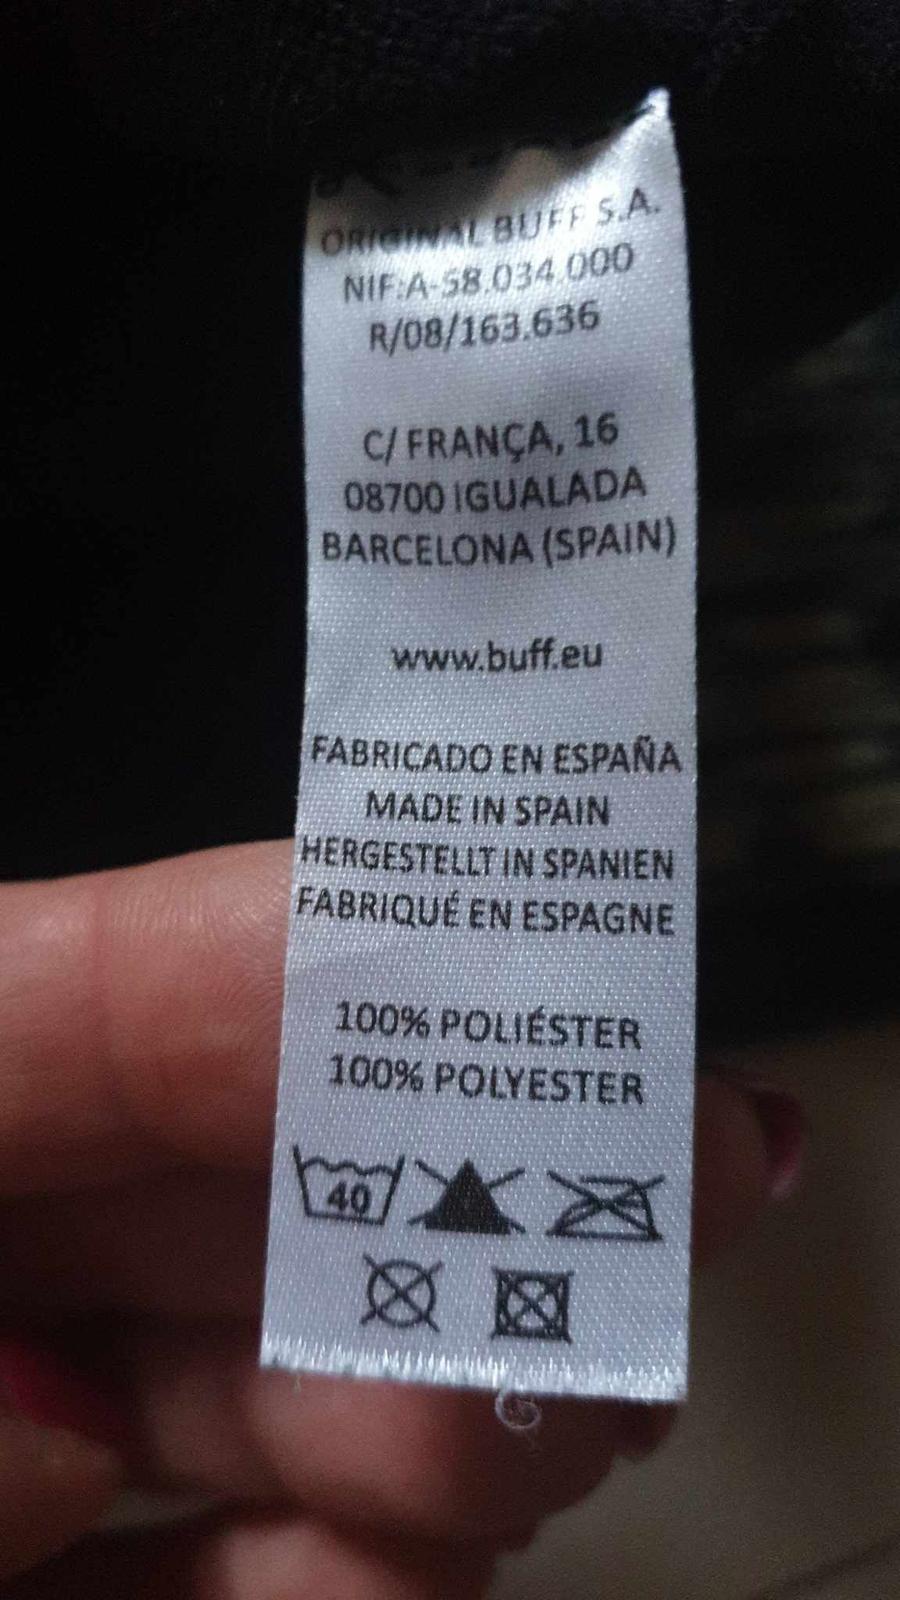 ORIGINAL BUFF S.A.
NIF:A-58.034.000
R/08/163.636
C/ FRANÇA, 16
08700 IGUALADA
BARCELONA (SPAIN)
www.buff.eu
FABRICADO EN ESPAÑA
MADE IN SPAIN
HERGESTELLT IN SPANIEN
FABRIQUÉ EN ESPAGNE
100% POLIÉSTER
100% POLYESTER
40